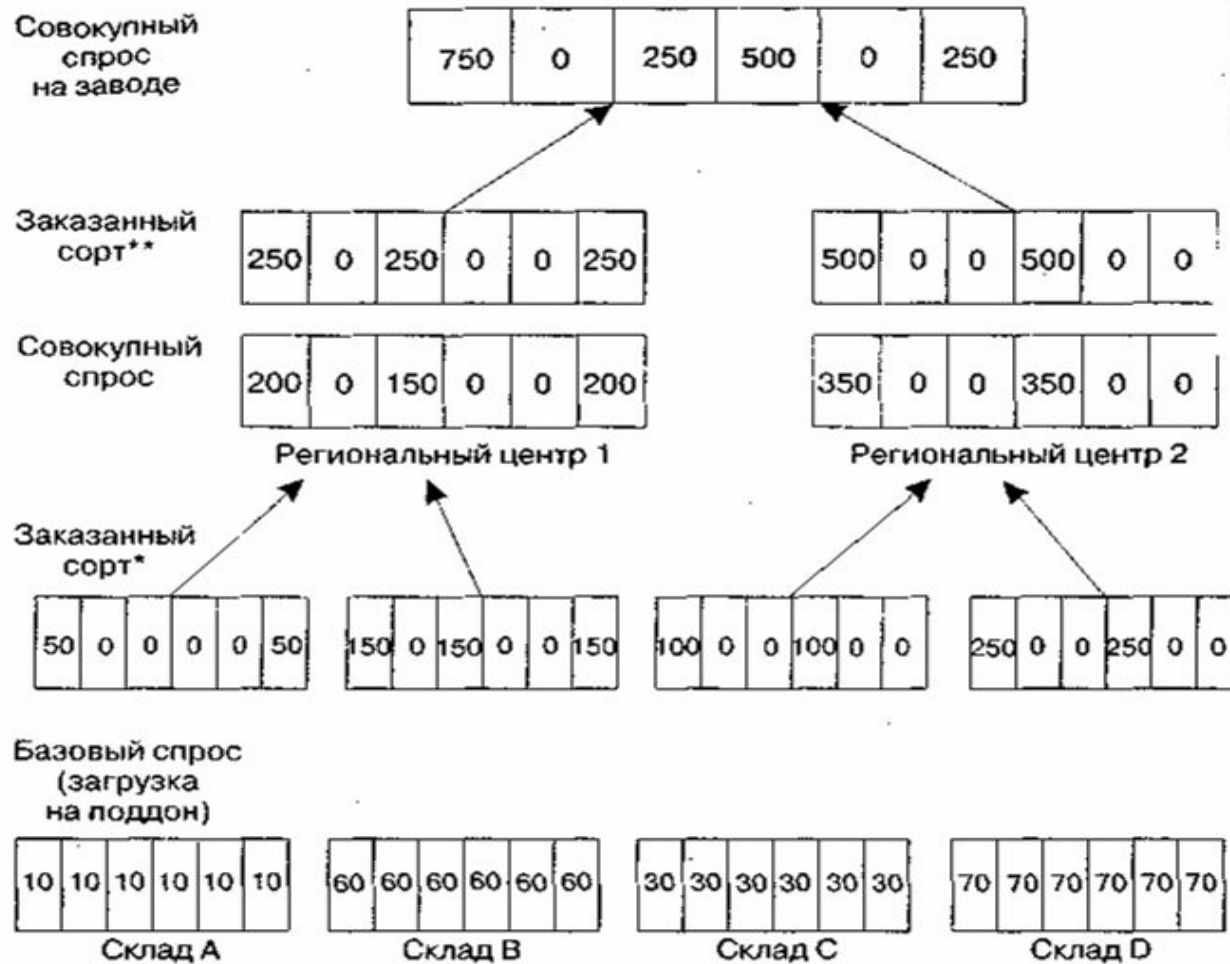 Совокупный
спрос
на заводе
750 0 250 500 0 250
Заказанный
сорт**
250 0 250 0 0 250
500 0 0 500 0 0
Совокупный
спрос
200 0 150 0 0 200
350 0 0 350 0 0
Региональный центр 1
Региональный центр 2
Заказанный
сорт*
50 0 0 0 0 50
150 0 150 0 0 150
100 0 0 100 0 0
250 0 0 250 0 0
Базовый спрос
(загрузка
на поддон)
10 10 10 10 10 10
60 60 60 60 60 60
30 30 30 30 30 30
70 70 70 70 70 70
Склад A
Склад B
Склад C
Склад D